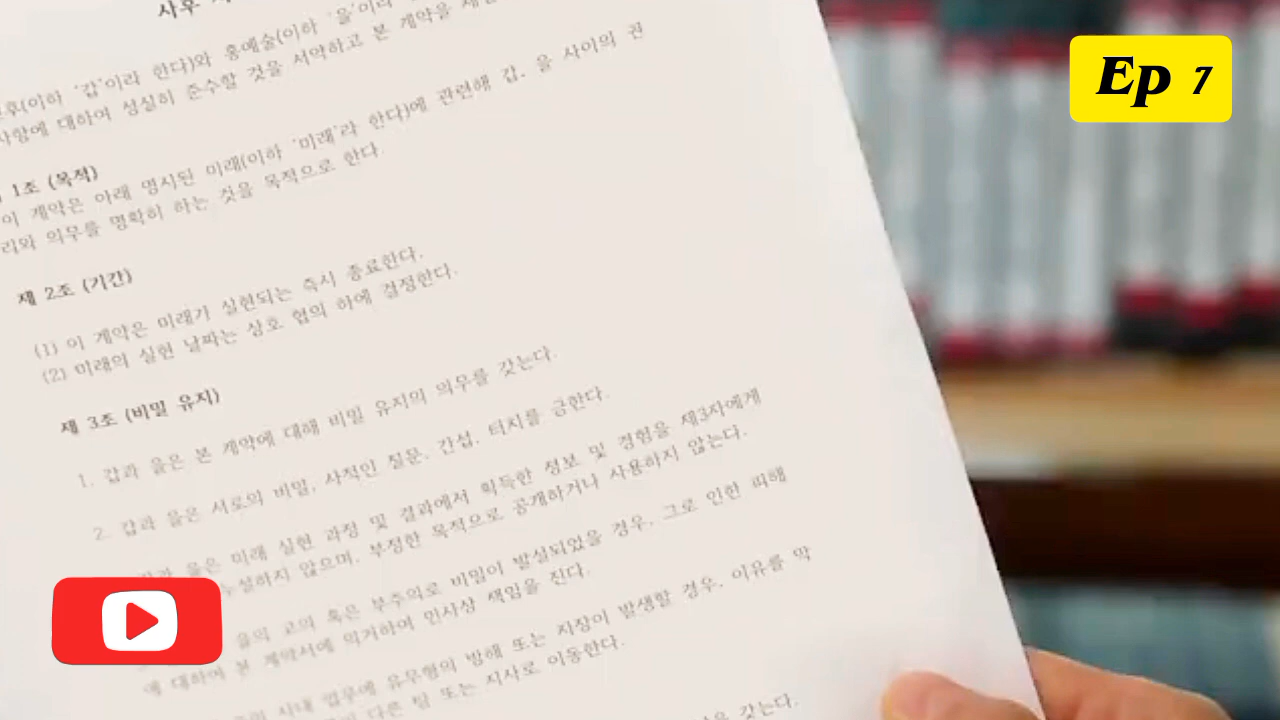 사후
이하 '갑'이라 한다)와 홍예술(이하 '을'이라
사항에 대하여 성실히 준수할 것을 서약하고 본 계약을
1조 (목적)
이 계약은 아래 명시된 미래(이하 '미래'라 한다)에 관련해 갑, 을 사이의 권
리와 의무를 명확히 하는 것을 목적으로 한다.
제 2조 (기간)
(1) 이 계약은 미래가 실현되는 즉시 종료한다.
(2) 미래의 실현 날짜는 상호 협의 하에 결정한다.
제 3조 (비밀 유지)
1. 갑과 을은 본 계약에 대해 비밀 유지의 의무를 갖는다.
2. 갑과 을은 서로의 비밀, 사적인 질문, 간섭, 터치를 금한다.
을은 미래 실현 과정 및 결과에서 획득한 정보 및 경험을 제3자에게
누설하지 않으며, 부정한 목적으로 공개하거나 사용하지 않는다.
을의 고의 혹은 부주의로 비밀이 발설되었을 경우, 그로 인한 피해
에 대하여 본 계약서에 의거하여 민사상 책임을 진다.
사내 업무에 유무형의 방해 또는 지장이 발생할 경우, 이유를 막
다른 팀 또는 지사로 이동한다.
갖는다.
Ep 7